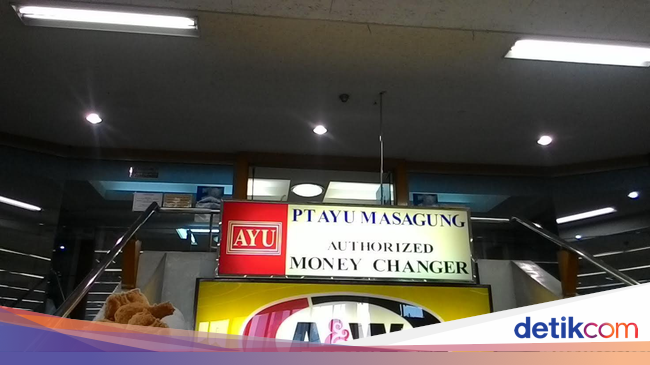 PT AYU MASAGUNG
AYU
AUTHORIZED
MONEY CHANGER
A&W
detikcom